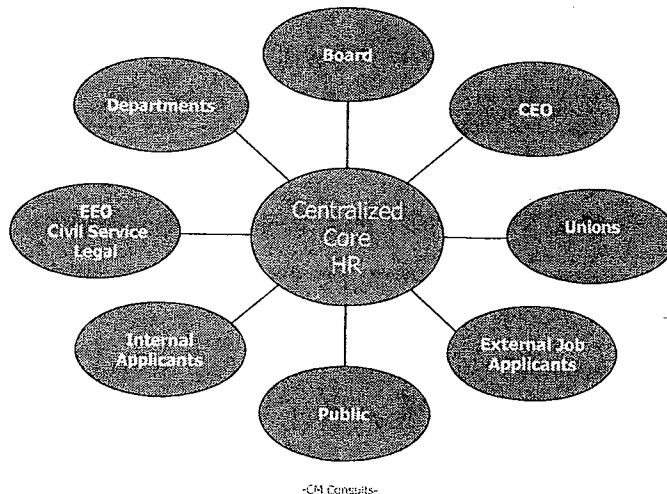 Board
Departments
CEO
Centralized
Core
HR
EEO
Civil Service
Legal
Unions
Internal
Applicants
External Job
Applicants
Public
-CM Consults-